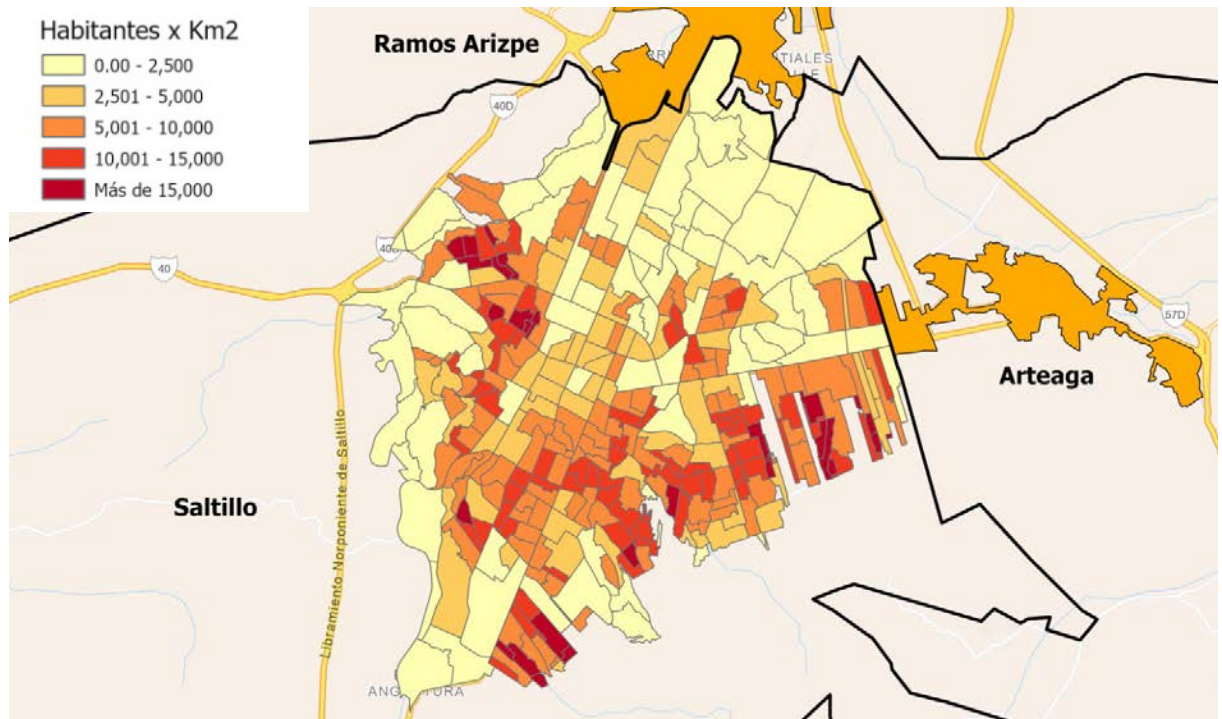 Habitantes x Km2
0.00 - 2,500
2,501 - 5,000
5,001 - 10,000
10,001 - 15,000
Más de 15,000
Ramos Arizpe
40D
40
57D
Arteaga
Saltillo
Libramiento Norponiente de Saltillo